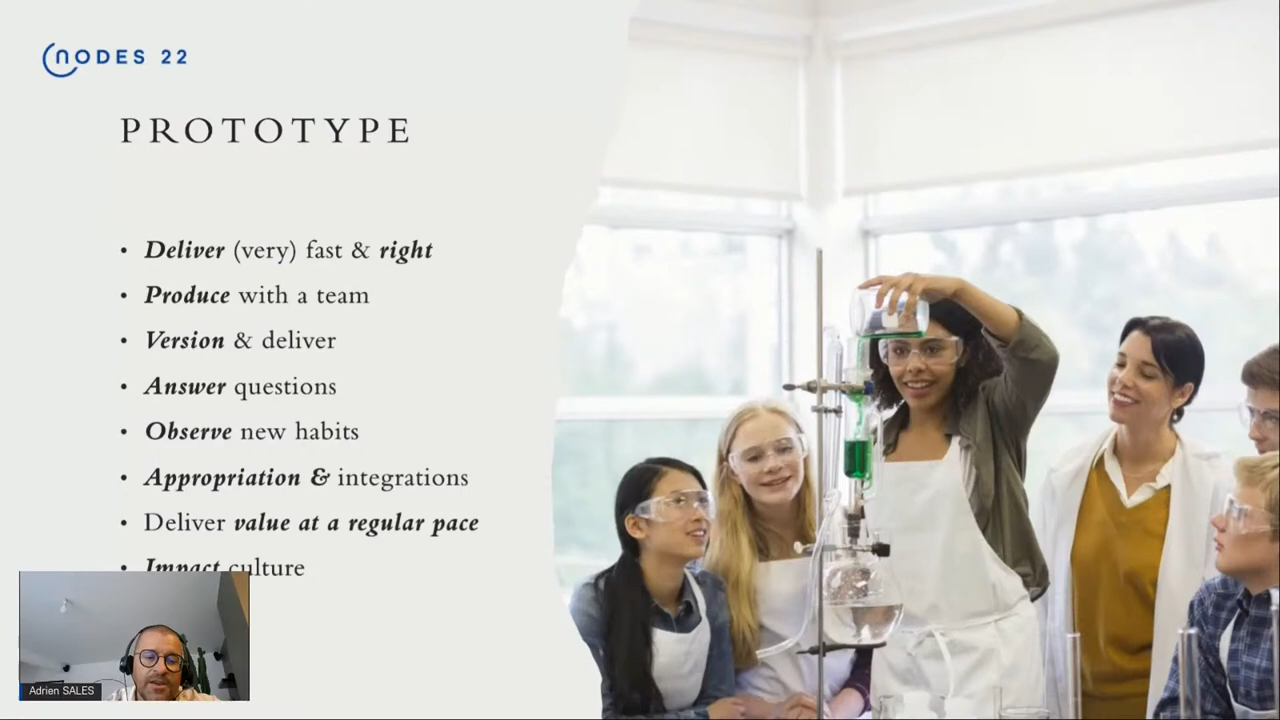 NODES 22
PROTOTYPE
• Deliver (very) fast & right
• Produce with a team
• Version & deliver
• Answer questions
• Observe new habits
• Appropriation & integrations
• Deliver value at a regular pace
• Impact culture
Adrien SALES